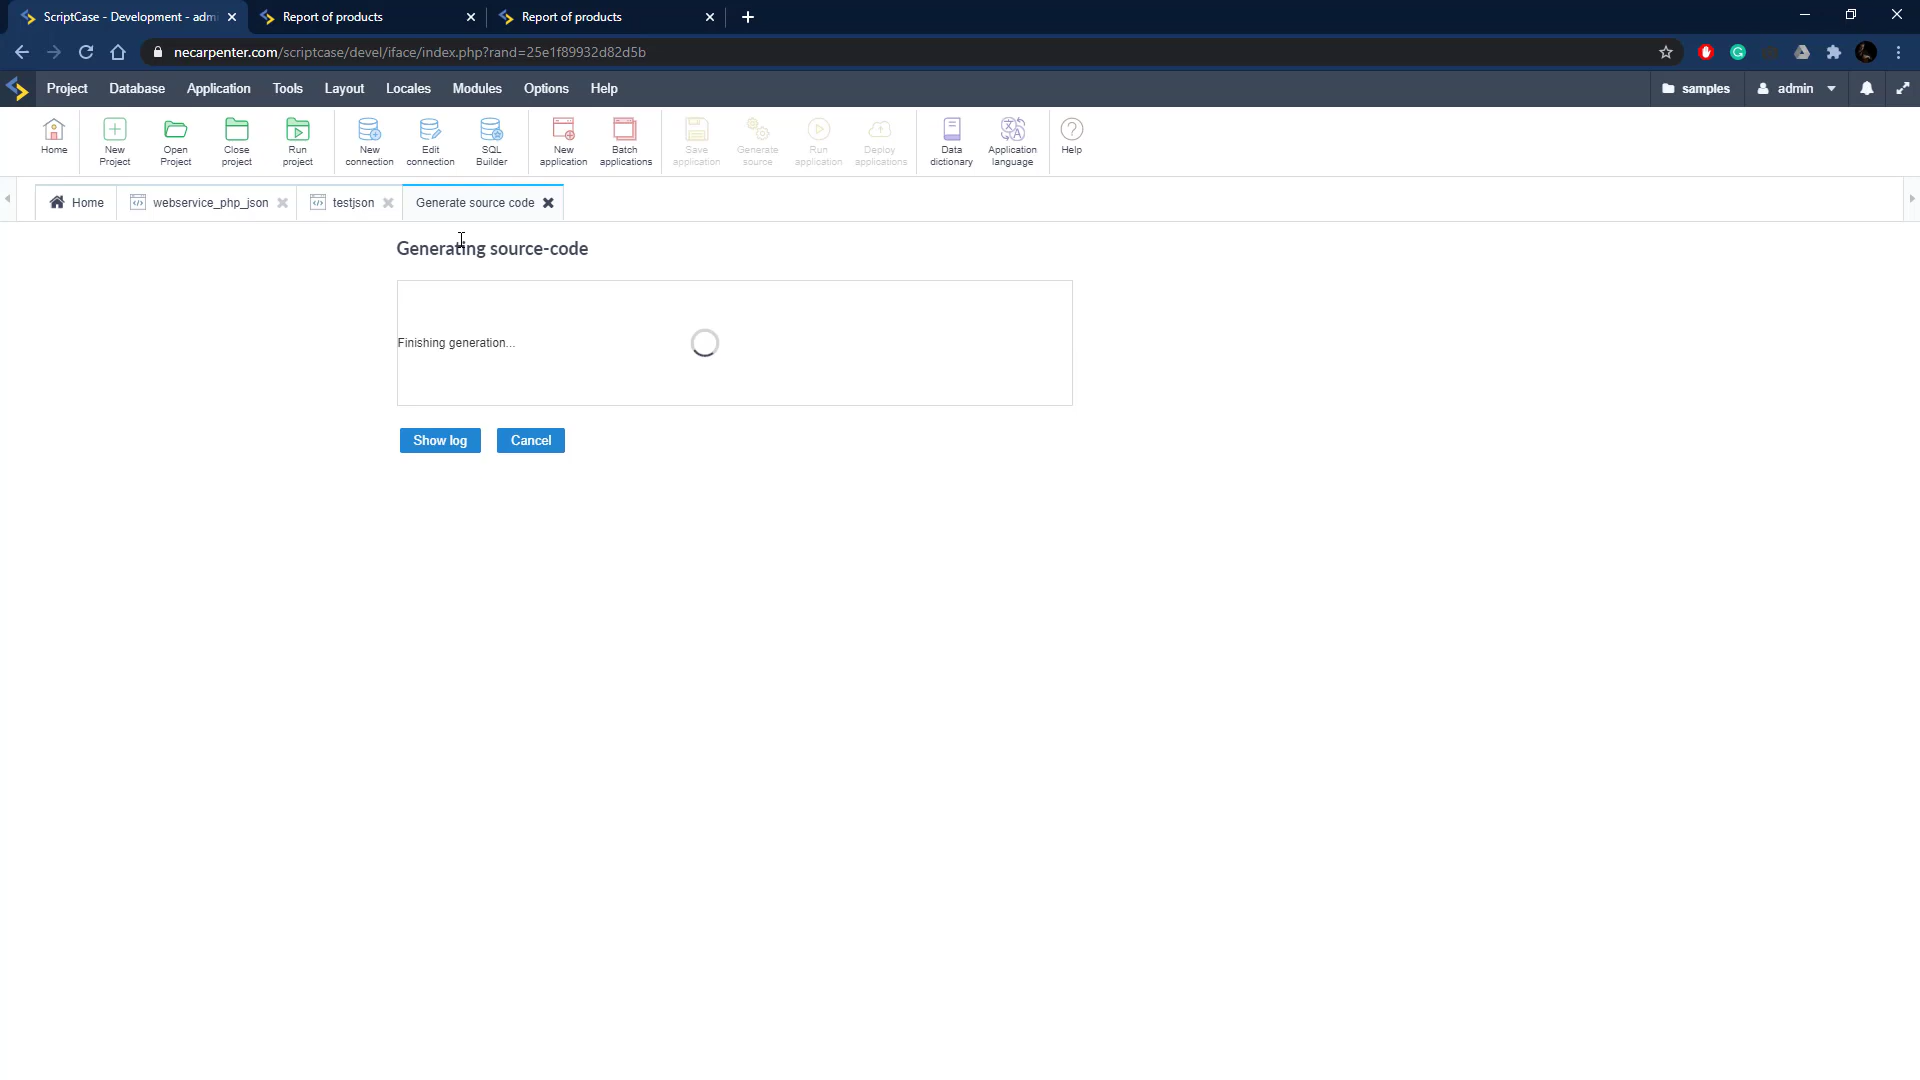 ScriptCase - Development - admi
Report of products
Report of products
necarpenter.com/scriptcase/devel/iface/index.php?rand=25e1f89932d82d5b
Project Database Application Tools Layout Locales Modules Options Help
samples admin
Home
New Project
Open Project
Close project
Run project
New connection
Edit connection
SQL Builder
New application
Batch applications
Save application
Generate source
Run application
Deploy applications
Data dictionary
Application language
Help
Home webservice_php_json testjson Generate source code
Generating source-code
Finishing generation...
Show log Cancel